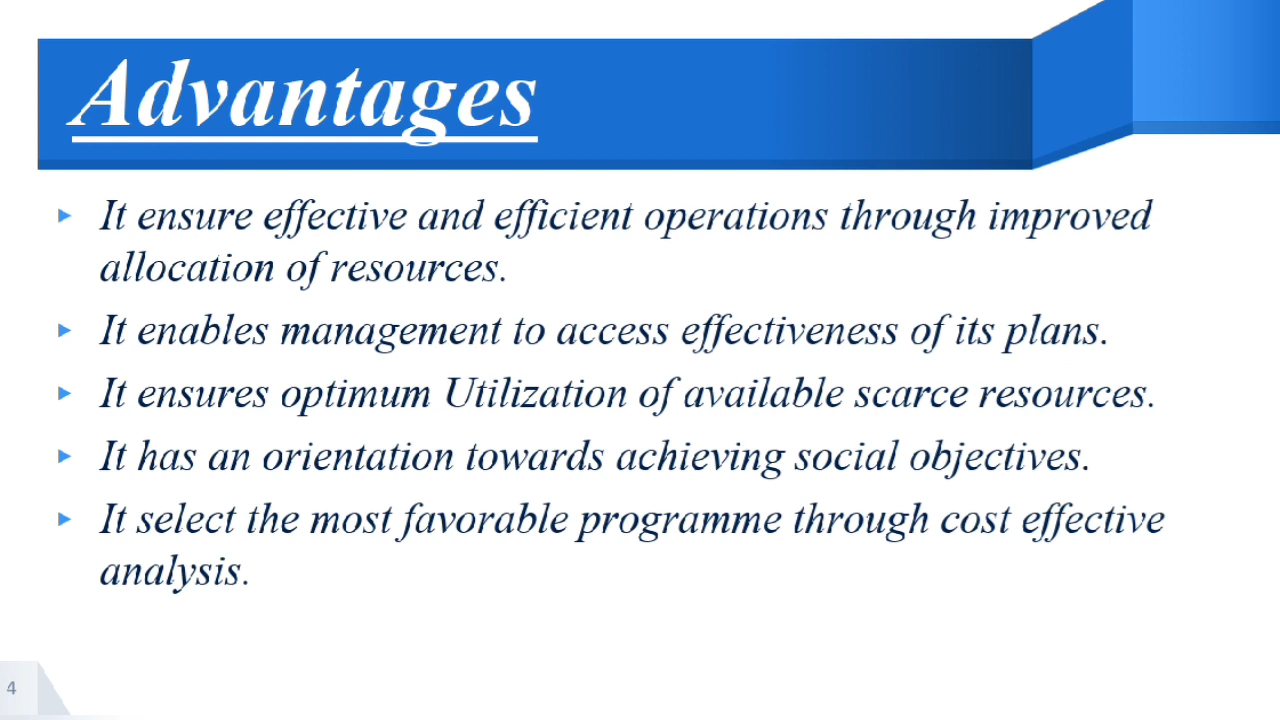 Advantages
It ensure effective and efficient operations through improved
allocation of resources.
It enables management to access effectiveness of its plans.
It ensures optimum Utilization of available scarce resources.
It has an orientation towards achieving social objectives.
It select the most favorable programme through cost effective
analysis.
4